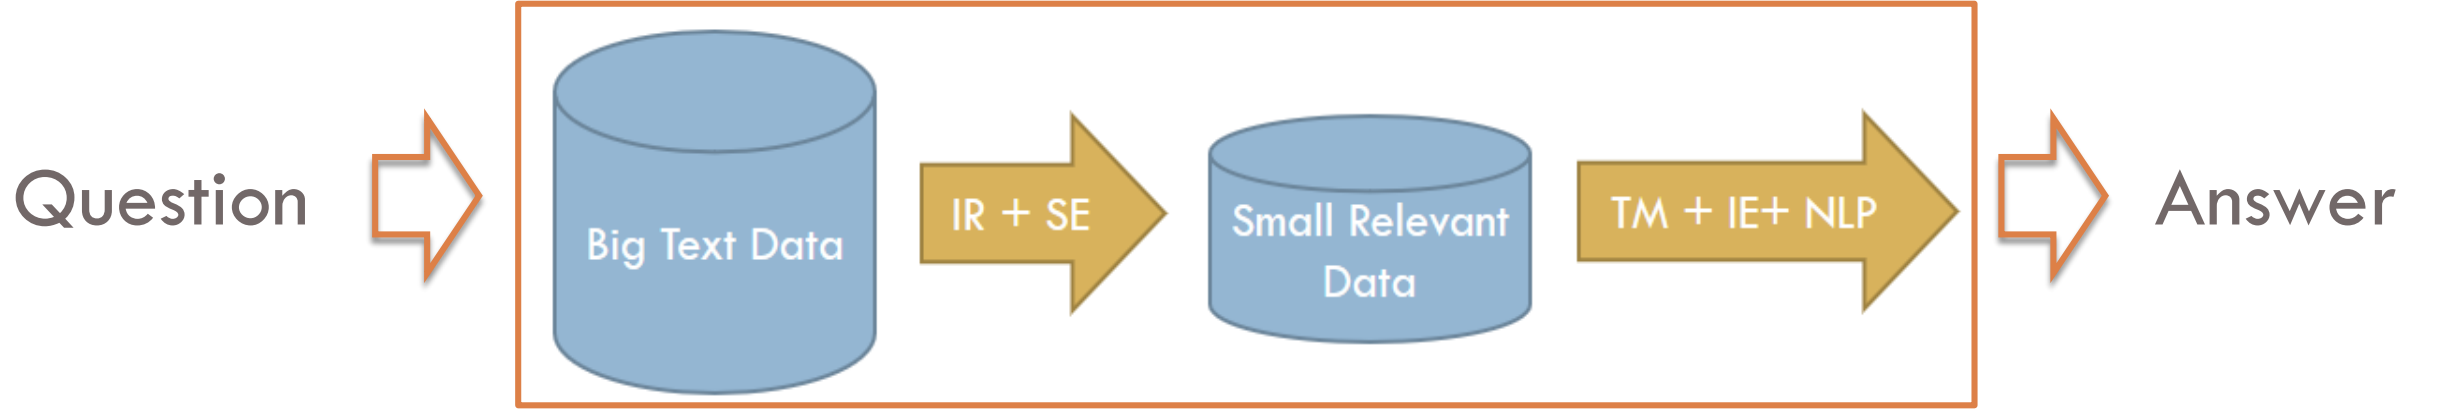 Question
Big Text Data
IR + SE
Small Relevant
Data
TM + IE+ NLP
Answer